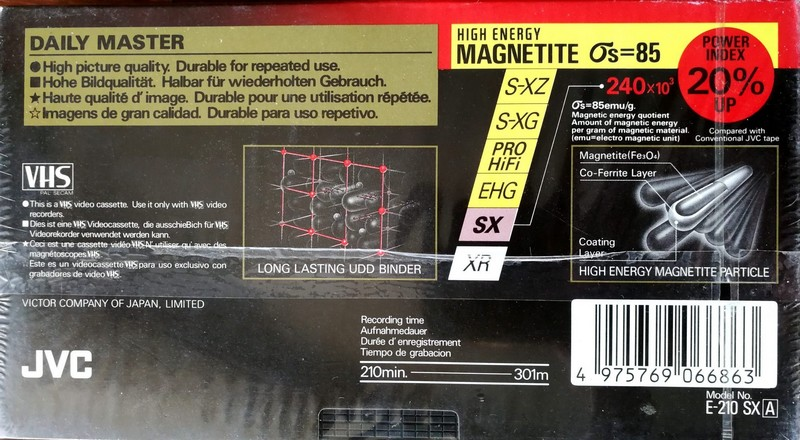 DAILY MASTER
●High picture quality. Durable for repeated use.
■Hohe Bildqualität. Halbar für wiederholten Gebrauch.
★Haute qualité d'image. Durable pour une utilisation répétée.
☆Imagens de gran calidad. Durable para uso repetivo.
HIGH ENERGY
MAGNETITE σs=85
POWER
INDEX
20%
UP
Compared with
Conventional JVC tape
S-XZ
S-XG
PRO
HiFi
EHG
SX
XR
240×10³
σs=85emu/g.
Magnetic energy quotient
Amount of magnetic energy
per gram of magnetic material.
(emu=electro magnetic unit)
VHS
PAL SECAM
●This is a VHS video cassette. Use it only with VHS video
recorders.
■Dies ist eine VHS Videocassette, die ausschieBich für VHS
Videorekorder venwendet werden kann.
★Ceci est une cassette vidéo VHS N'utiliser qu' avec des
magnétoscopes VHS.
Este es un videocassette VHS para uso exclusivo con
grabadores de video VHS.
LONG LASTING UDD BINDER
Magnetite(Fe₃O₄)
Co-Ferrite Layer
Coating
Layer
HIGH ENERGY MAGNETITE PARTICLE
VICTOR COMPANY OF JAPAN, LIMITED
JVC
Recording time
Aufnahmedauer
Durée d'enregistrement
Tiempo de grabacion
210min. 301m
4 975769 066863
Model No.
E-210 SX A